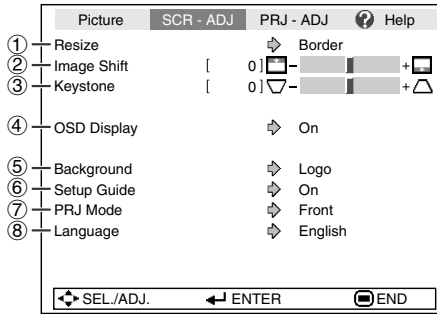 Picture SCR - ADJ PRJ - ADJ ? Help
① Resize Border
② Image Shift [ 0 ] − +
③ Keystone [ 0 ] − +
④ OSD Display On
⑤ Background Logo
⑥ Setup Guide On
⑦ PRJ Mode Front
⑧ Language English
SEL./ADJ. ENTER END